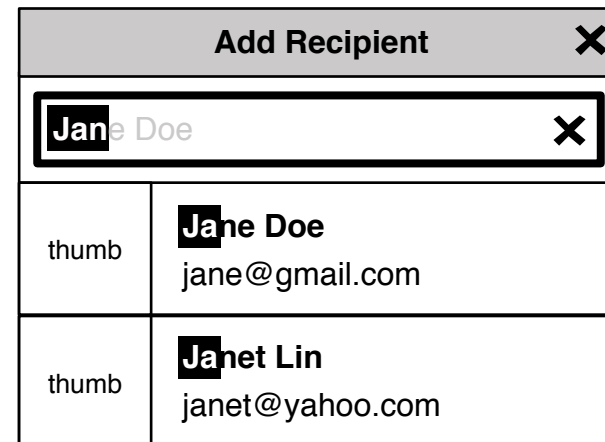 Add Recipient
Jane Doe
thumb
Jane Doe
jane@gmail.com
thumb
Janet Lin
janet@yahoo.com